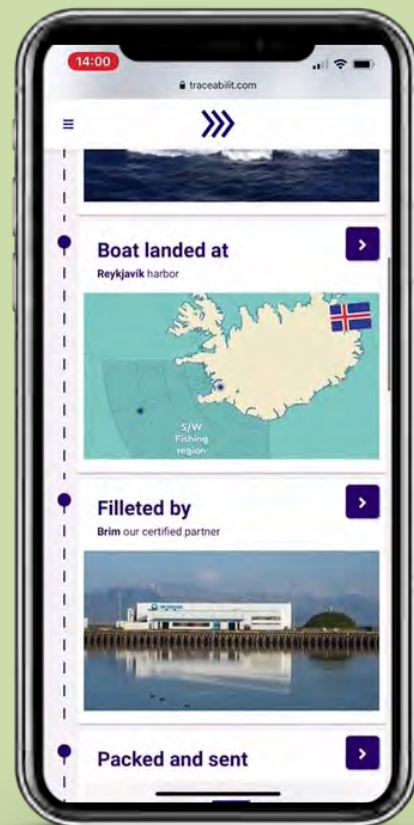 14:00
traceabilit.com
Boat landed at
Reykjavík harbor
S/W
Fishing
region
Filleted by
Brim our certified partner
Packed and sent